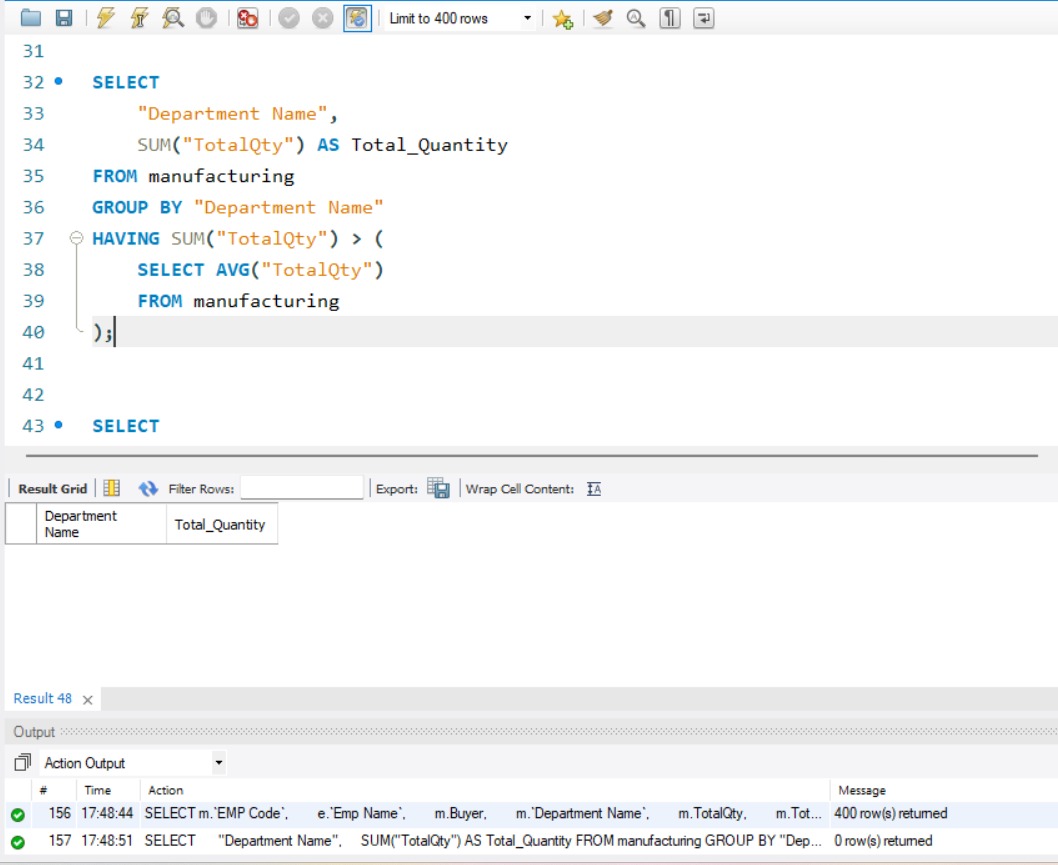 Limit to 400 rows
31
32 SELECT
33 "Department Name",
34 SUM("TotalQty") AS Total_Quantity
35 FROM manufacturing
36 GROUP BY "Department Name"
37 HAVING SUM("TotalQty") > (
38 SELECT AVG("TotalQty")
39 FROM manufacturing
40 );
41
42
43 SELECT
Result Grid Filter Rows: Export: Wrap Cell Content: IA
Department
Name Total_Quantity
Result 48
Output
Action Output
# Time Action Message
156 17:48:44 SELECT m.`EMP Code`, e.`Emp Name`, m.Buyer, m.`Department Name`, m.TotalQty, m.Tot... 400 row(s) returned
157 17:48:51 SELECT "Department Name", SUM("TotalQty") AS Total_Quantity FROM manufacturing GROUP BY "Dep... 0 row(s) returned